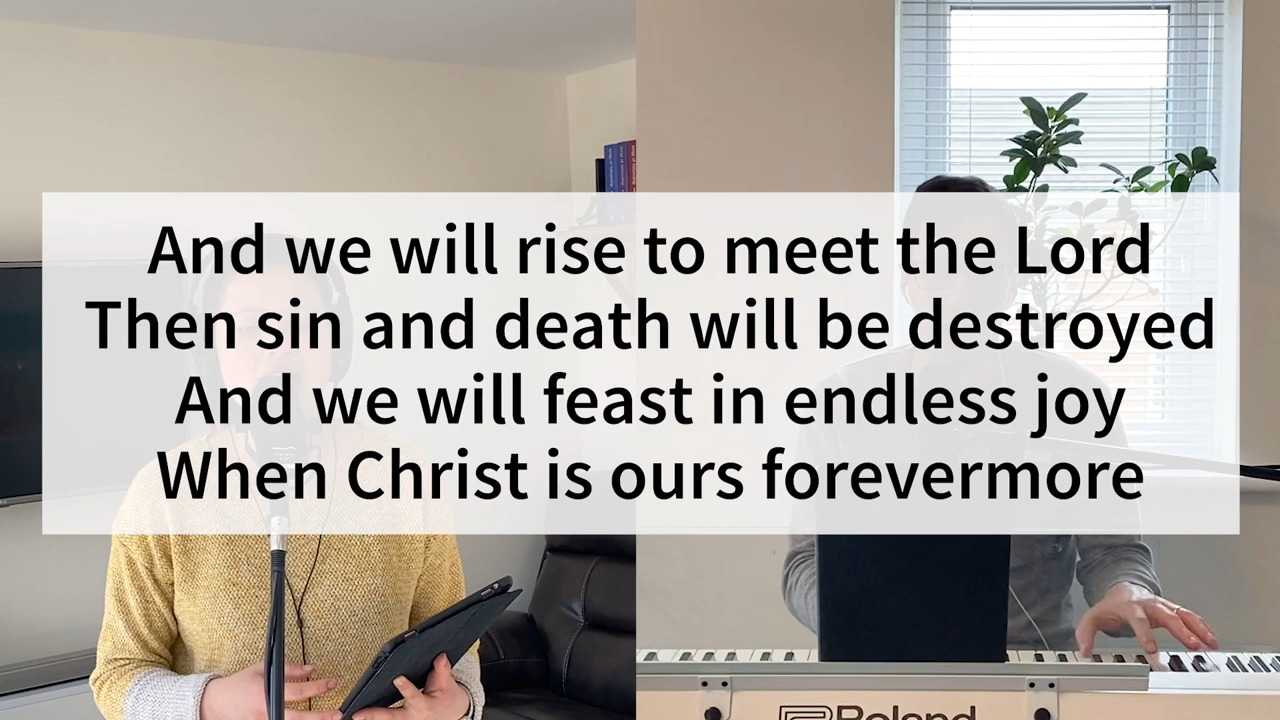 And we will rise to meet the Lord
Then sin and death will be destroyed
And we will feast in endless joy
When Christ is ours forevermore
Roland